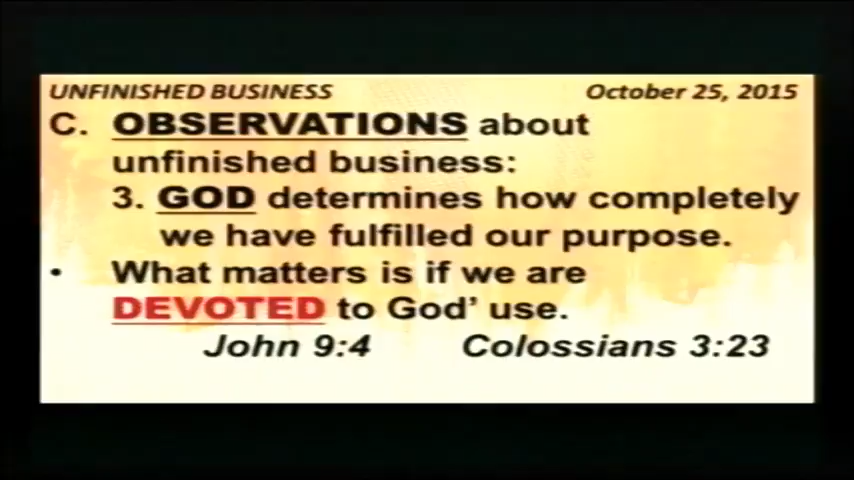 UNFINISHED BUSINESS October 25, 2015
C. OBSERVATIONS about
unfinished business:
3. GOD determines how completely
we have fulfilled our purpose.
• What matters is if we are
DEVOTED to God' use.
John 9:4 Colossians 3:23